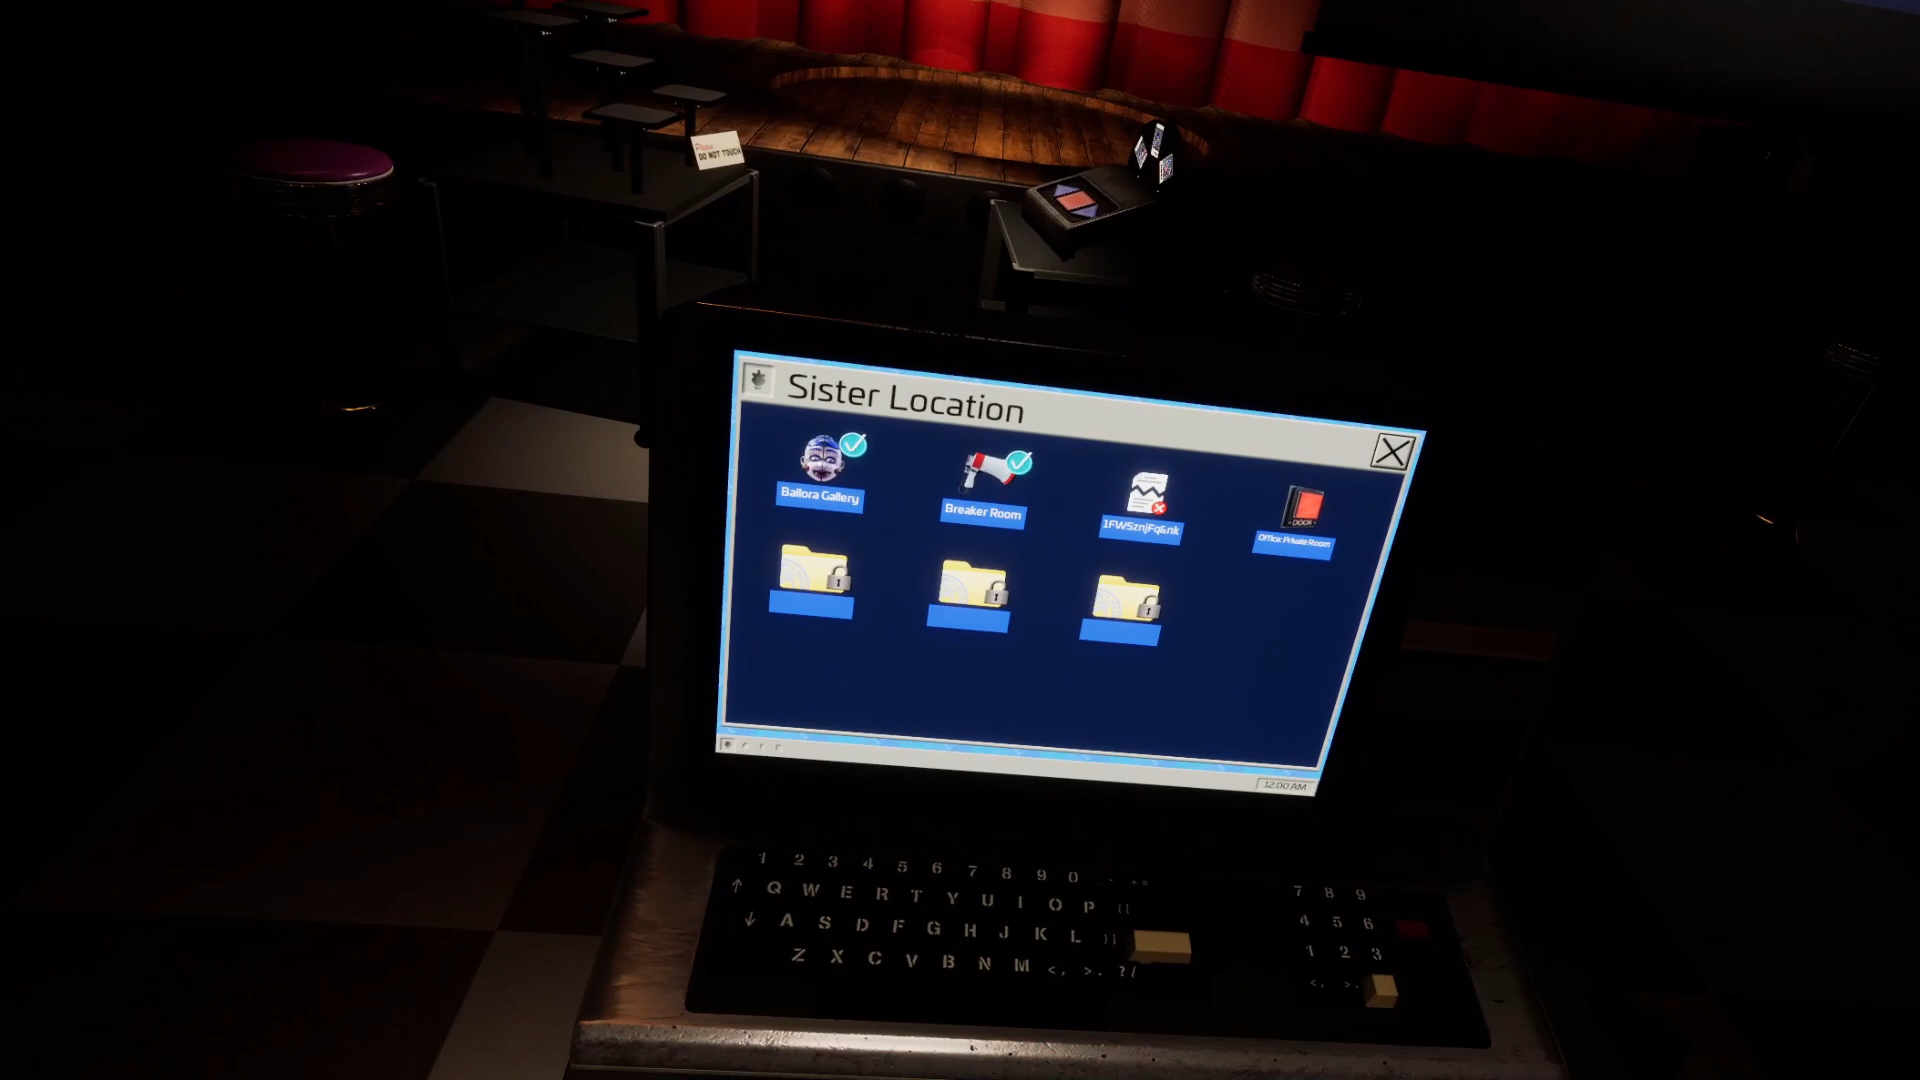 Please
DO NOT TOUCH
Sister Location
Ballora Gallery
Breaker Room
1FWSznjFq&nk
Office: Private Room
DOOR
12:00 AM
1 2 3 4 5 6 7 8 9 0
Q W E R T Y U I O P
A S D F G H J K L
Z X C V B N M <, >. ?/
7 8 9
4 5 6
1 2 3
<, >.